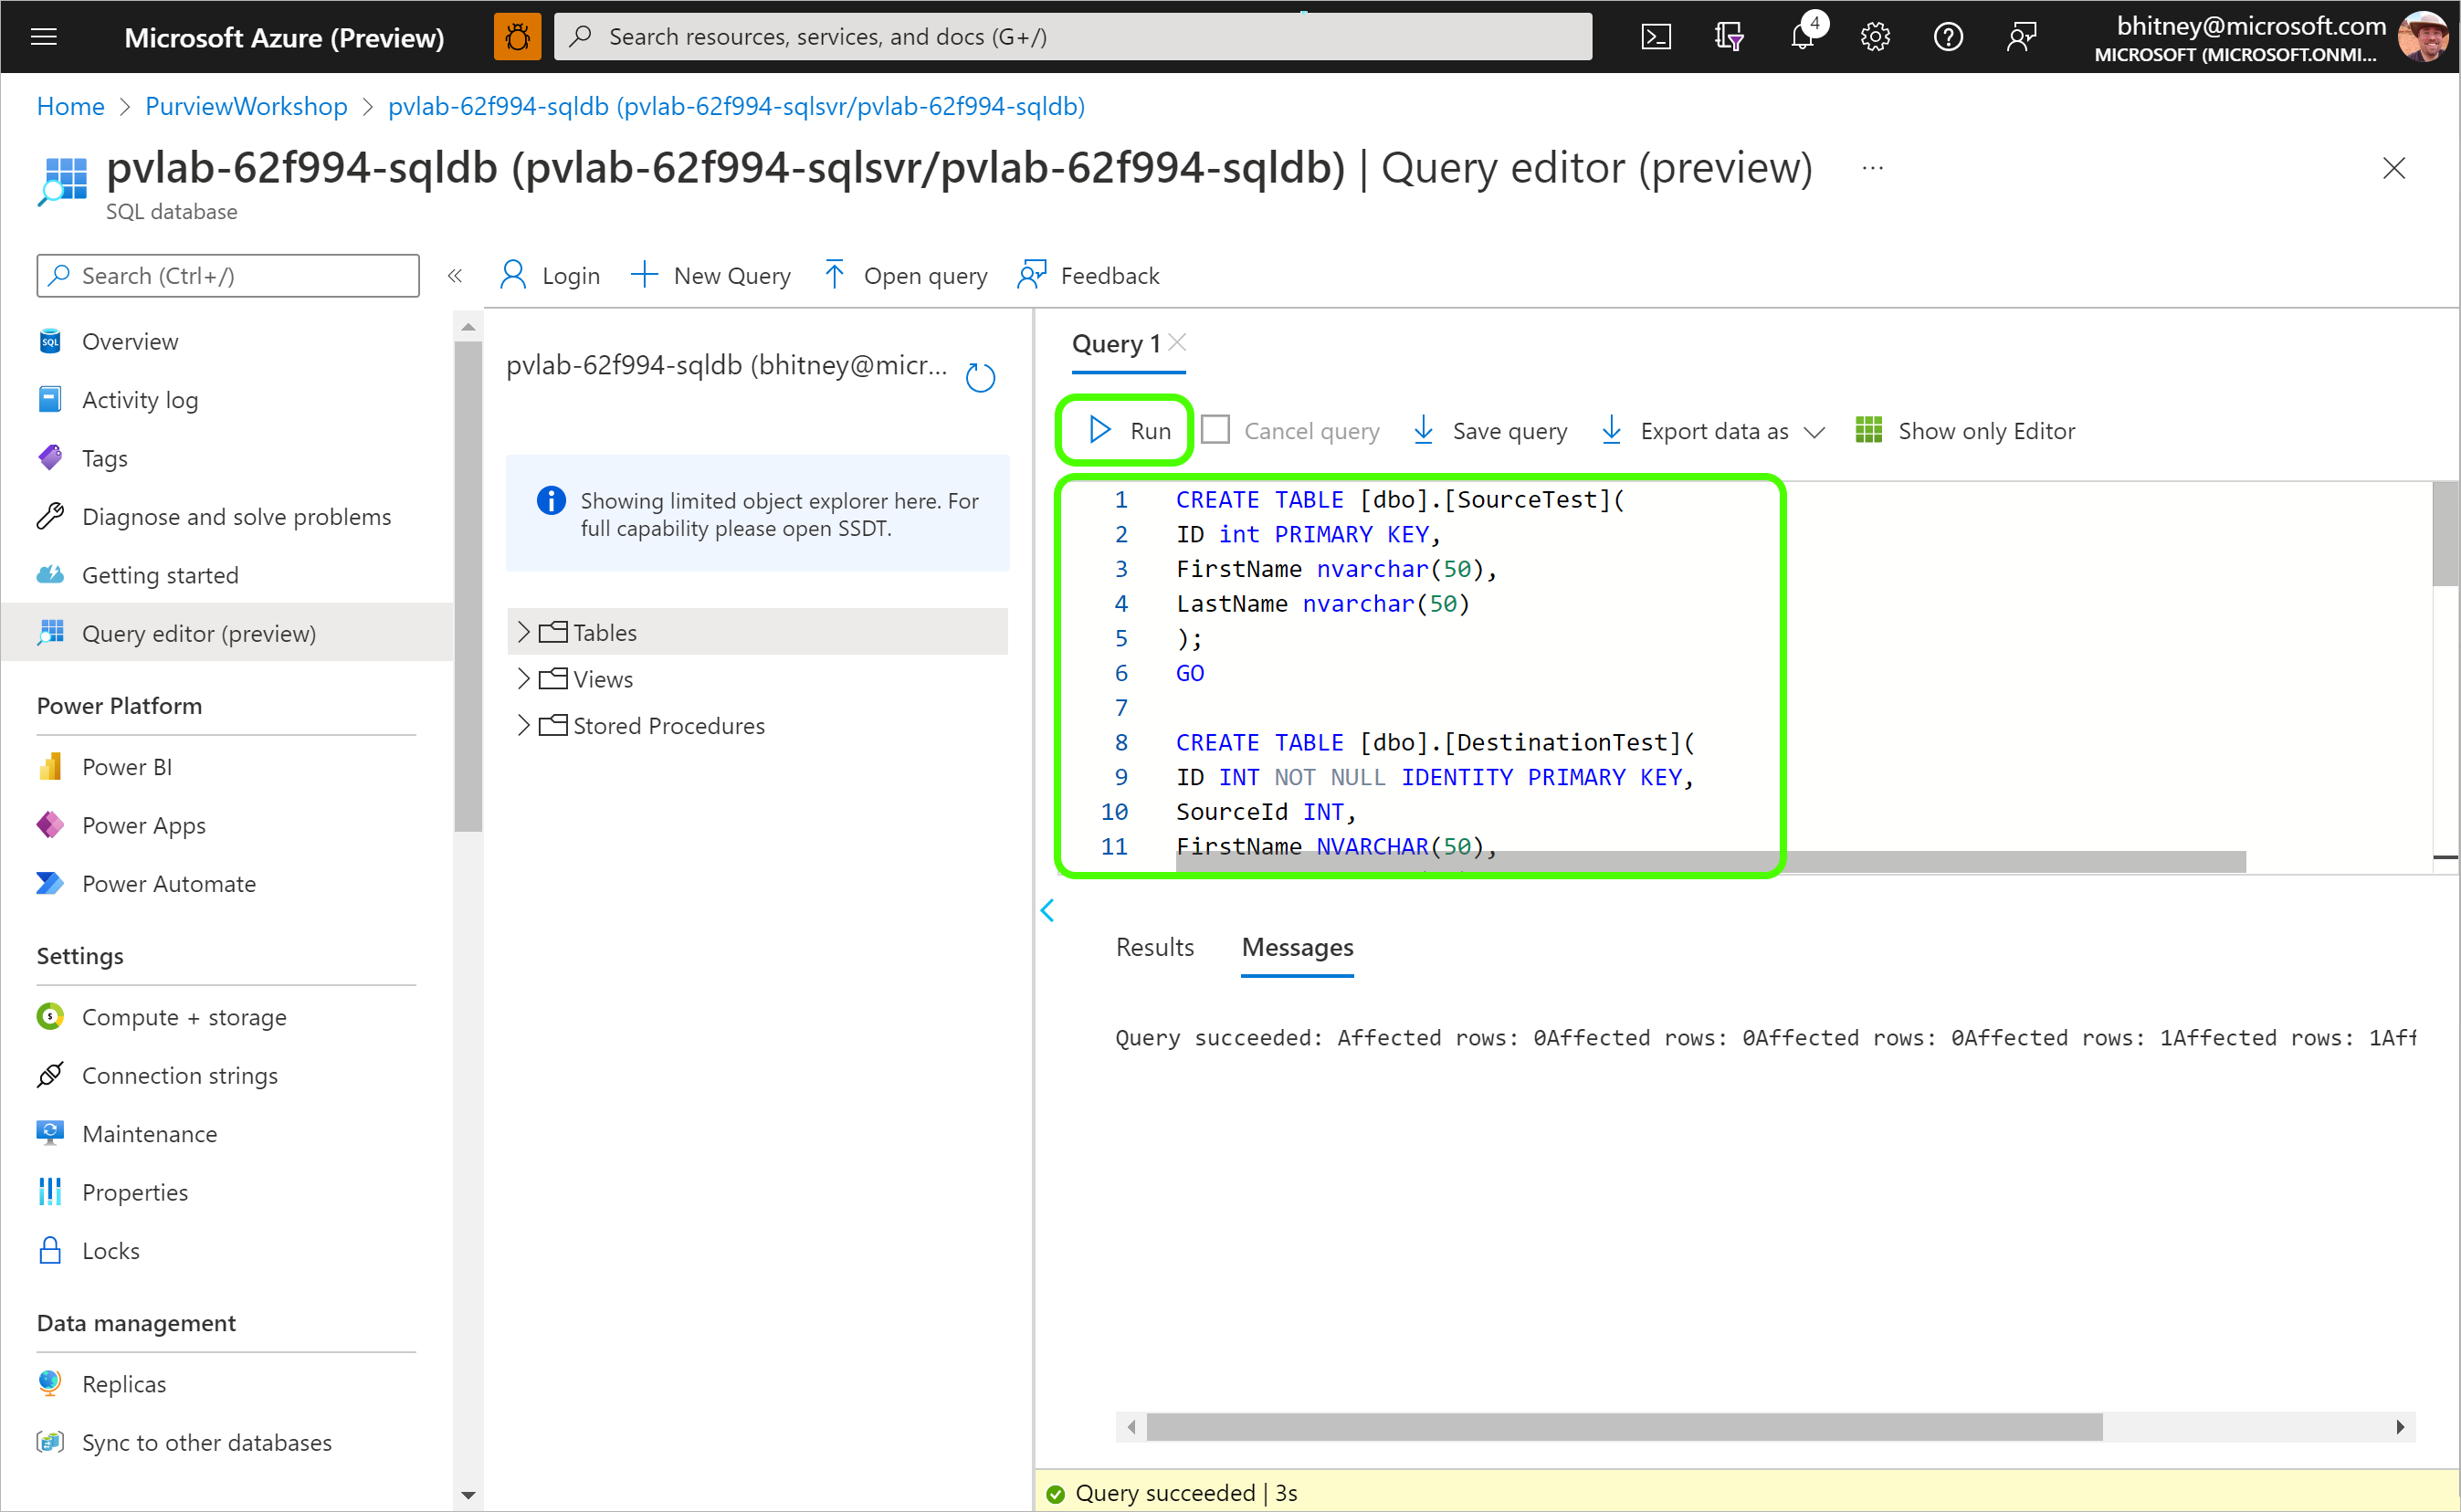 Microsoft Azure (Preview)
Search resources, services, and docs (G+/)
4
bhitney@microsoft.com
MICROSOFT (MICROSOFT.ONMI...
Home > PurviewWorkshop > pvlab-62f994-sqldb (pvlab-62f994-sqlsvr/pvlab-62f994-sqldb)
pvlab-62f994-sqldb (pvlab-62f994-sqlsvr/pvlab-62f994-sqldb) | Query editor (preview) ...
SQL database
Search (Ctrl+/)
«
Overview
Activity log
Tags
Diagnose and solve problems
Getting started
Query editor (preview)
Power Platform
Power BI
Power Apps
Power Automate
Settings
Compute + storage
Connection strings
Maintenance
Properties
Locks
Data management
Replicas
Sync to other databases
Login
New Query
Open query
Feedback
pvlab-62f994-sqldb (bhitney@micr...
Showing limited object explorer here. For
full capability please open SSDT.
Tables
Views
Stored Procedures
Query 1
Run
Cancel query
Save query
Export data as
Show only Editor
1 CREATE TABLE [dbo].[SourceTest](
2 ID int PRIMARY KEY,
3 FirstName nvarchar(50),
4 LastName nvarchar(50)
5 );
6 GO
7
8 CREATE TABLE [dbo].[DestinationTest](
9 ID INT NOT NULL IDENTITY PRIMARY KEY,
10 SourceId INT,
11 FirstName NVARCHAR(50),
Results
Messages
Query succeeded: Affected rows: 0Affected rows: 0Affected rows: 0Affected rows: 1Affected rows: 1Aff
Query succeeded | 3s